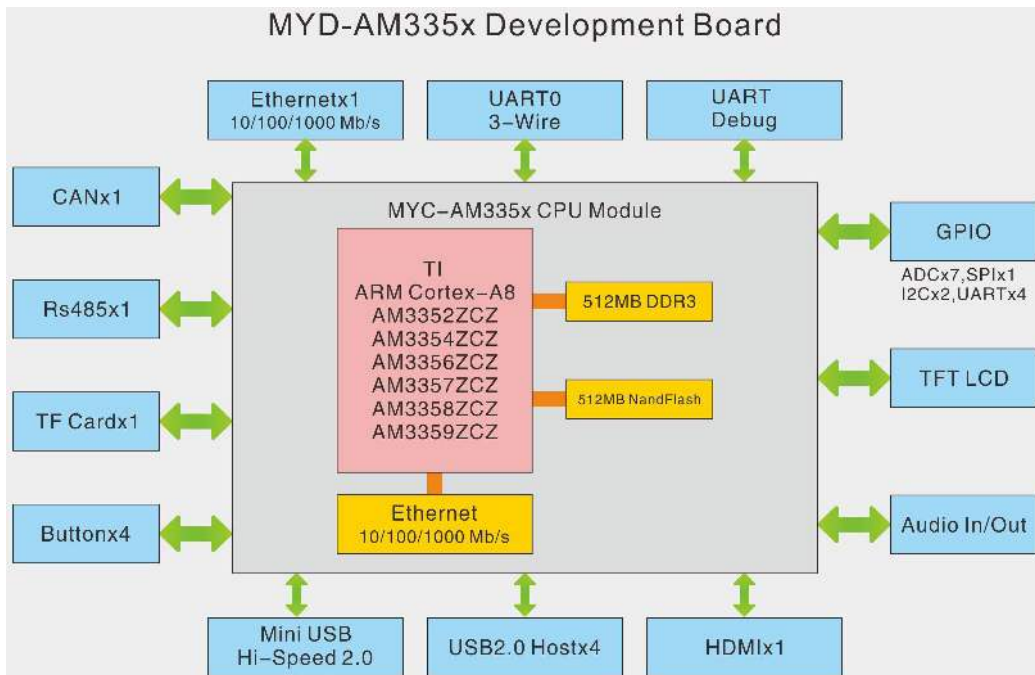 MYD-AM335x Development Board
Ethernetx1
10/100/1000 Mb/s
UART0
3-Wire
UART
Debug
CANx1
Rs485x1
TF Cardx1
Buttonx4
MYC-AM335x CPU Module
TI
ARM Cortex-A8
AM3352ZCZ
AM3354ZCZ
AM3356ZCZ
AM3357ZCZ
AM3358ZCZ
AM3359ZCZ
512MB DDR3
512MB NandFlash
Ethernet
10/100/1000 Mb/s
GPIO
ADCx7,SPIx1
I2Cx2,UARTx4
TFT LCD
Audio In/Out
Mini USB
Hi-Speed 2.0
USB2.0 Hostx4
HDMIx1